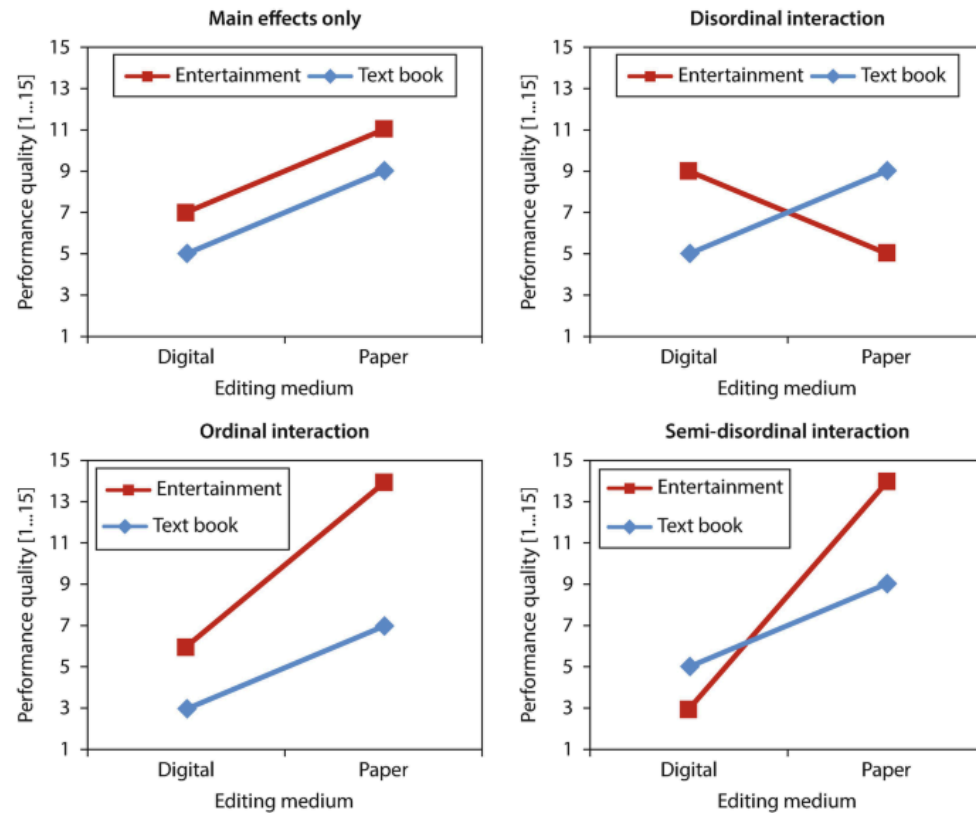 Main effects only
Performance quality [1...15]
15
13
11
9
7
5
3
1
Entertainment Text book
Digital Paper
Editing medium
Disordinal interaction
Performance quality [1...15]
15
13
11
9
7
5
3
1
Entertainment Text book
Digital Paper
Editing medium
Ordinal interaction
Performance quality [1...15]
15
13
11
9
7
5
3
1
Entertainment
Text book
Digital Paper
Editing medium
Semi-disordinal interaction
Performance quality [1...15]
15
13
11
9
7
5
3
1
Entertainment
Text book
Digital Paper
Editing medium